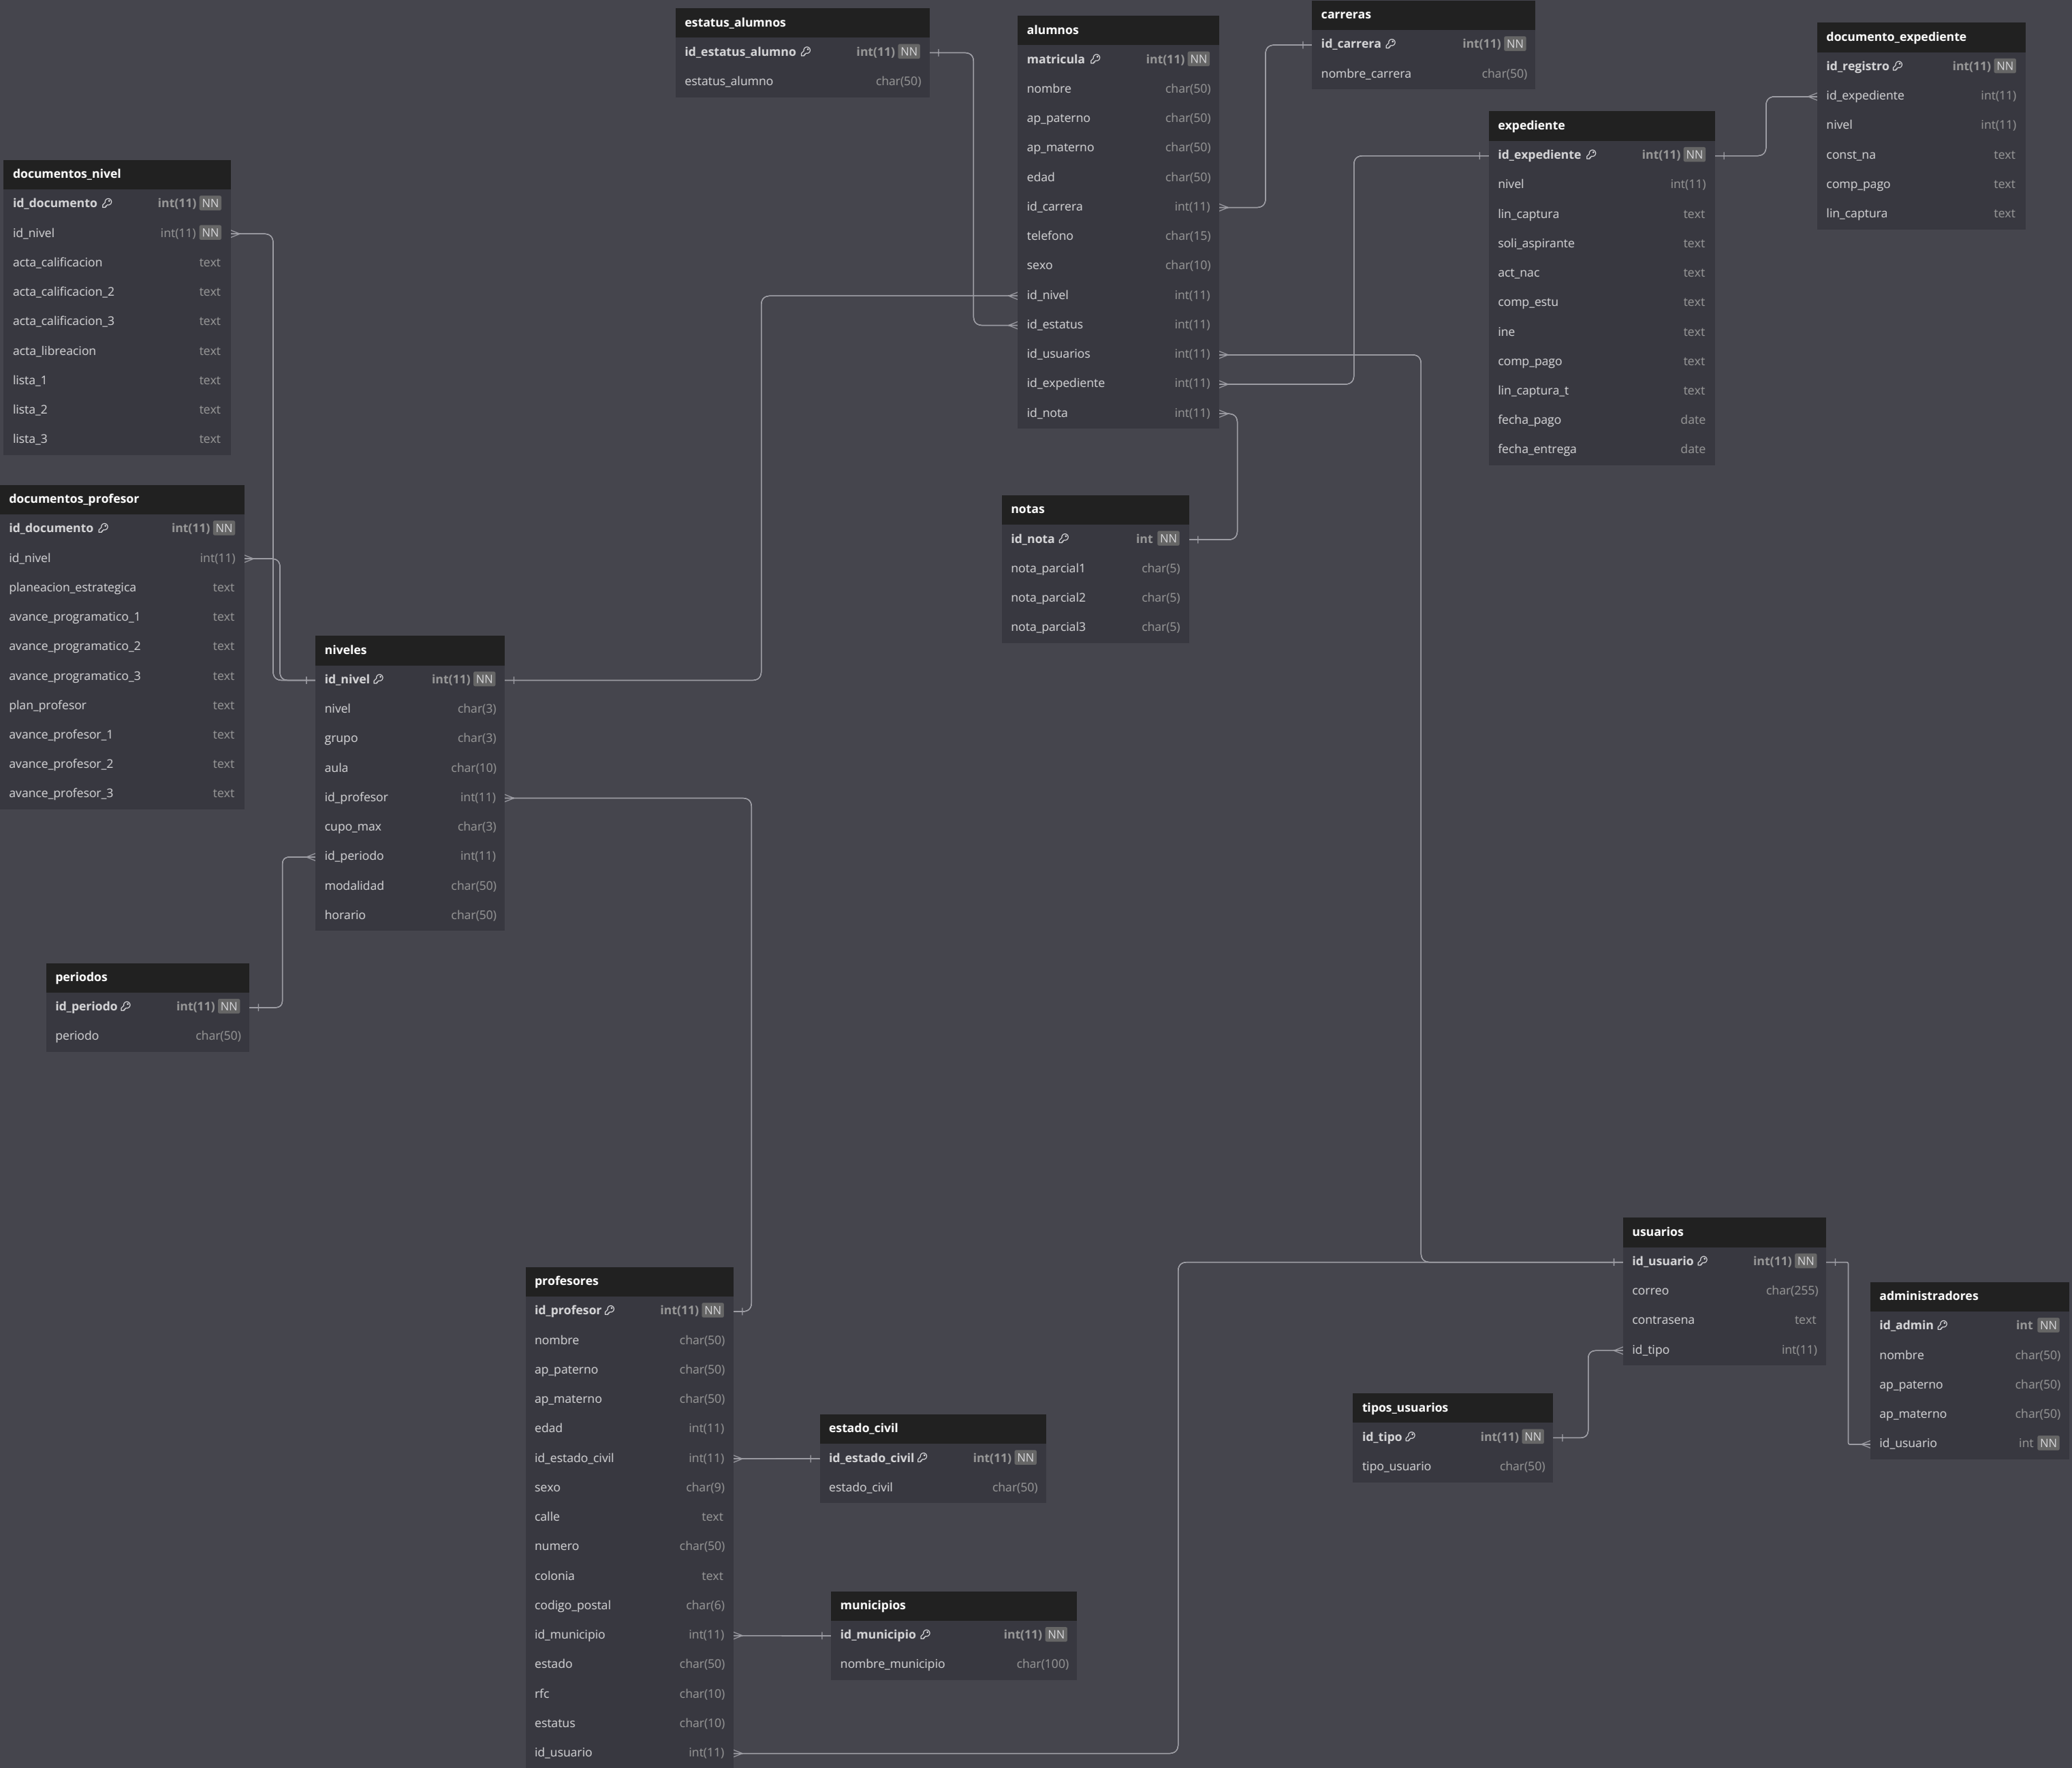 estatus_alumnos
id_estatus_alumno int(11) NN
estatus_alumno char(50)
alumnos
matricula int(11) NN
nombre char(50)
ap_paterno char(50)
ap_materno char(50)
edad char(50)
id_carrera int(11)
telefono char(15)
sexo char(10)
id_nivel int(11)
id_estatus int(11)
id_usuarios int(11)
id_expediente int(11)
id_nota int(11)
carreras
id_carrera int(11) NN
nombre_carrera char(50)
documento_expediente
id_registro int(11) NN
id_expediente int(11)
nivel int(11)
const_na text
comp_pago text
lin_captura text
expediente
id_expediente int(11) NN
nivel int(11)
lin_captura text
soli_aspirante text
act_nac text
comp_estu text
ine text
comp_pago text
lin_captura_t text
fecha_pago date
fecha_entrega date
documentos_nivel
id_documento int(11) NN
id_nivel int(11) NN
acta_calificacion text
acta_calificacion_2 text
acta_calificacion_3 text
acta_libreacion text
lista_1 text
lista_2 text
lista_3 text
documentos_profesor
id_documento int(11) NN
id_nivel int(11)
planeacion_estrategica text
avance_programatico_1 text
avance_programatico_2 text
avance_programatico_3 text
plan_profesor text
avance_profesor_1 text
avance_profesor_2 text
avance_profesor_3 text
notas
id_nota int NN
nota_parcial1 char(5)
nota_parcial2 char(5)
nota_parcial3 char(5)
niveles
id_nivel int(11) NN
nivel char(3)
grupo char(3)
aula char(10)
id_profesor int(11)
cupo_max char(3)
id_periodo int(11)
modalidad char(50)
horario char(50)
periodos
id_periodo int(11) NN
periodo char(50)
profesores
id_profesor int(11) NN
nombre char(50)
ap_paterno char(50)
ap_materno char(50)
edad int(11)
id_estado_civil int(11)
sexo char(9)
calle text
numero char(50)
colonia text
codigo_postal char(6)
id_municipio int(11)
estado char(50)
rfc char(10)
estatus char(10)
id_usuario int(11)
estado_civil
id_estado_civil int(11) NN
estado_civil char(50)
municipios
id_municipio int(11) NN
nombre_municipio char(100)
usuarios
id_usuario int(11) NN
correo char(255)
contrasena text
id_tipo int(11)
tipos_usuarios
id_tipo int(11) NN
tipo_usuario char(50)
administradores
id_admin int NN
nombre char(50)
ap_paterno char(50)
ap_materno char(50)
id_usuario int NN